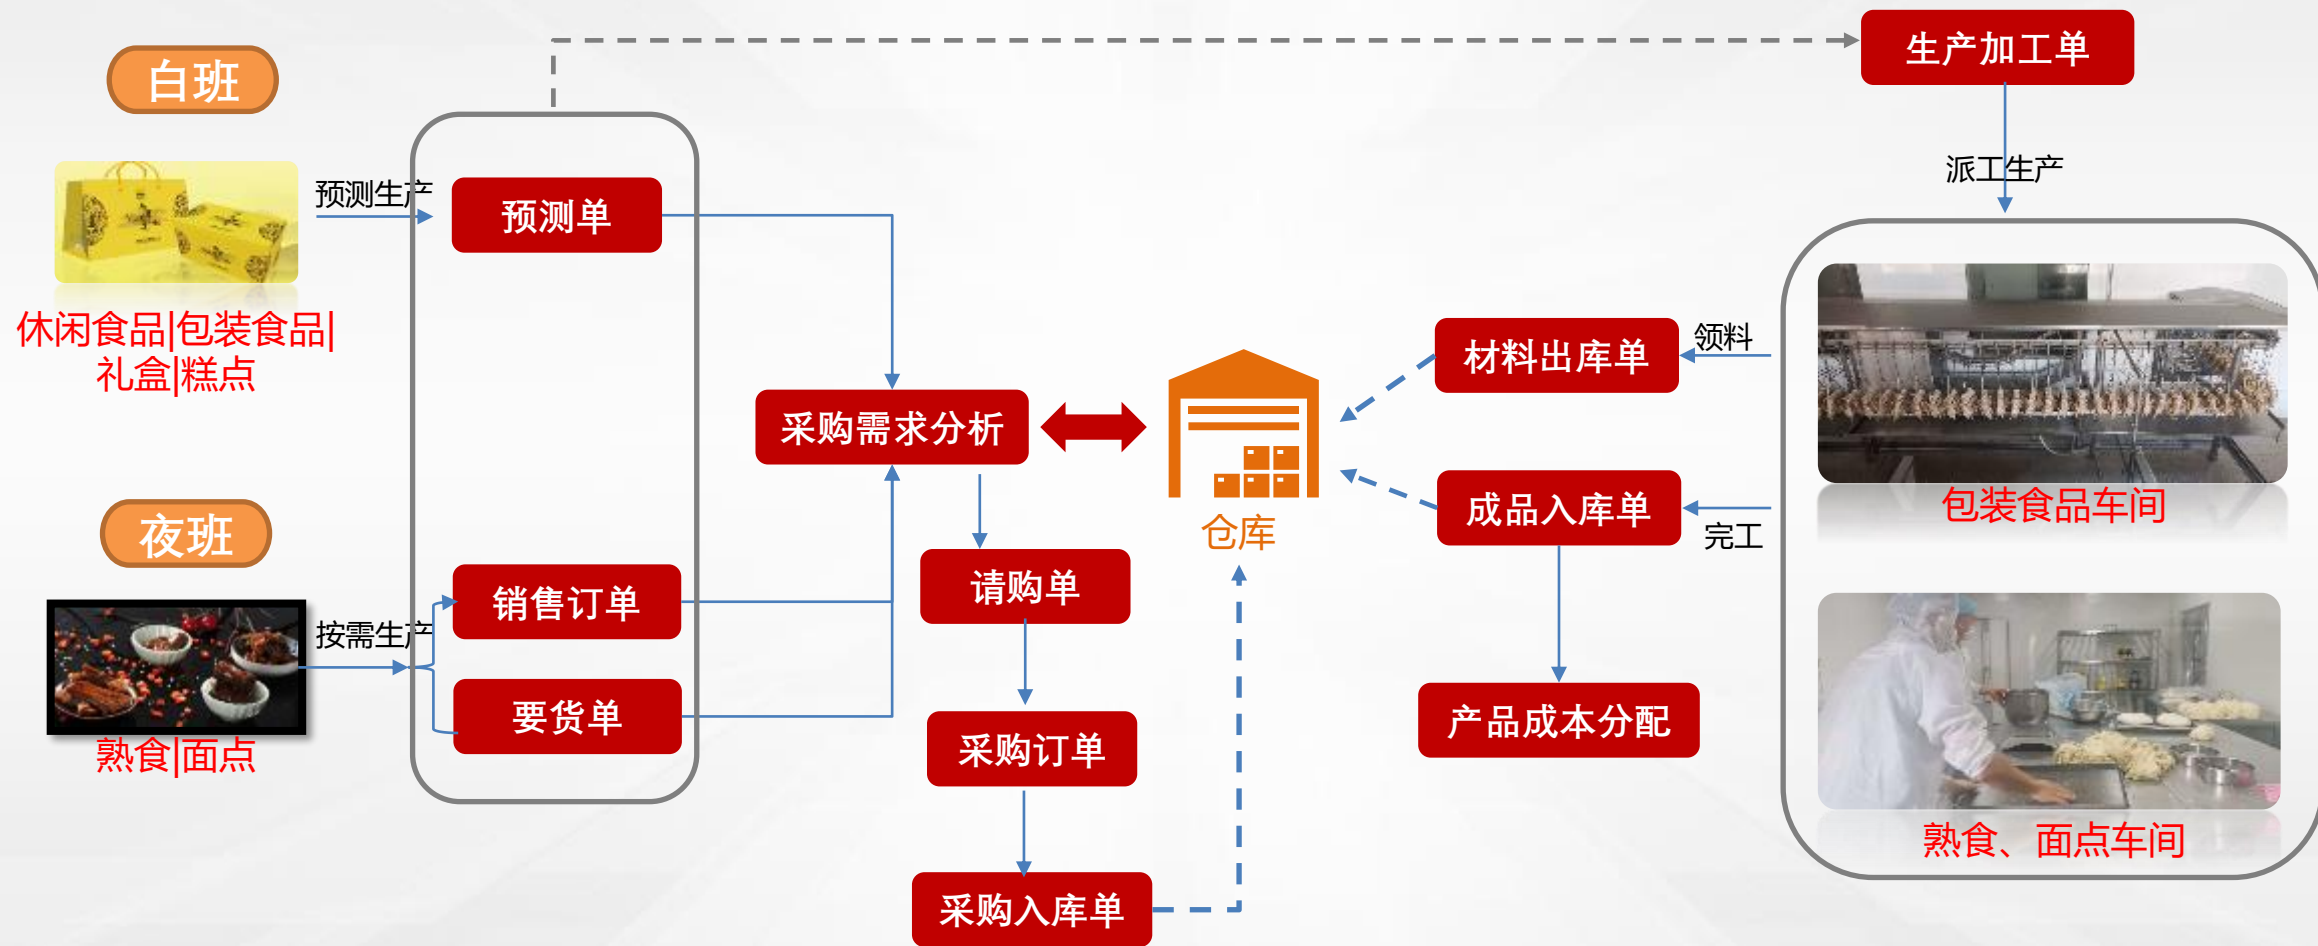 生产加工单
白班
派工生产
预测生产
预测单
休闲食品|包装食品|
礼盒|糕点
领料
材料出库单
采购需求分析
包装食品车间
成品入库单
仓库
完工
夜班
请购单
销售订单
按需生产
要货单
产品成本分配
采购订单
熟食|面点
熟食、面点车间
采购入库单